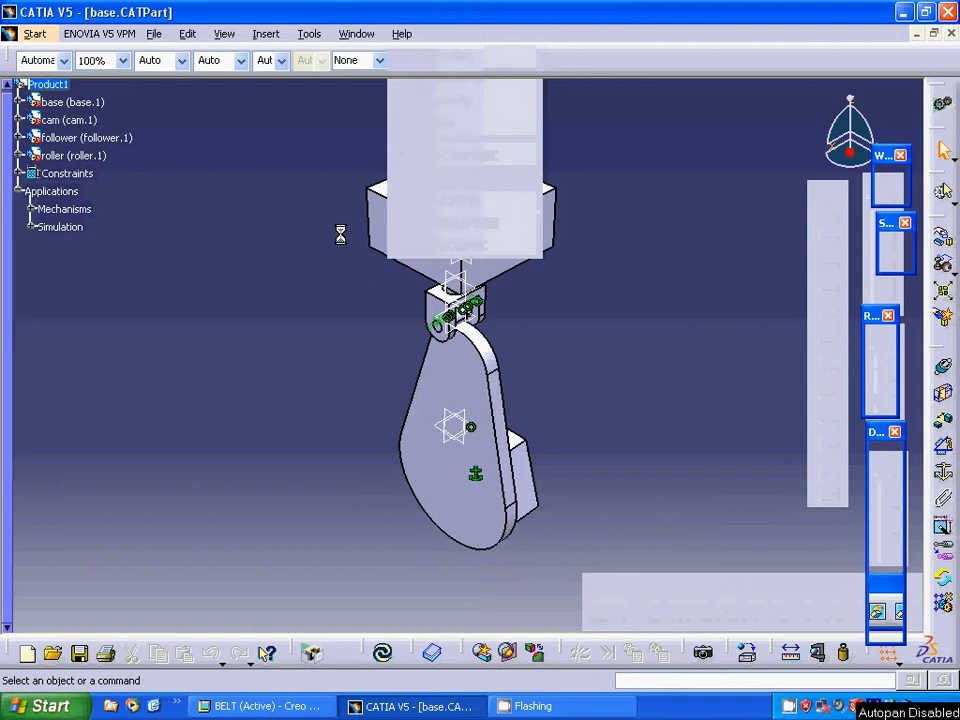 CATIA V5 - [base.CATPart]
Start ENOVIA V5 VPM File Edit View Insert Tools Window Help
Automa 100% Auto Auto Aut Aut None
Product1
base (base.1)
cam (cam.1)
follower (follower.1)
roller (roller.1)
Constraints
Applications
Mechanisms
Simulation
W...
S...
R...
D...
CATIA
Select an object or a command
Start BELT (Active) - Creo ... CATIA V5 - [base.CA... Flashing
Autopan Disabled